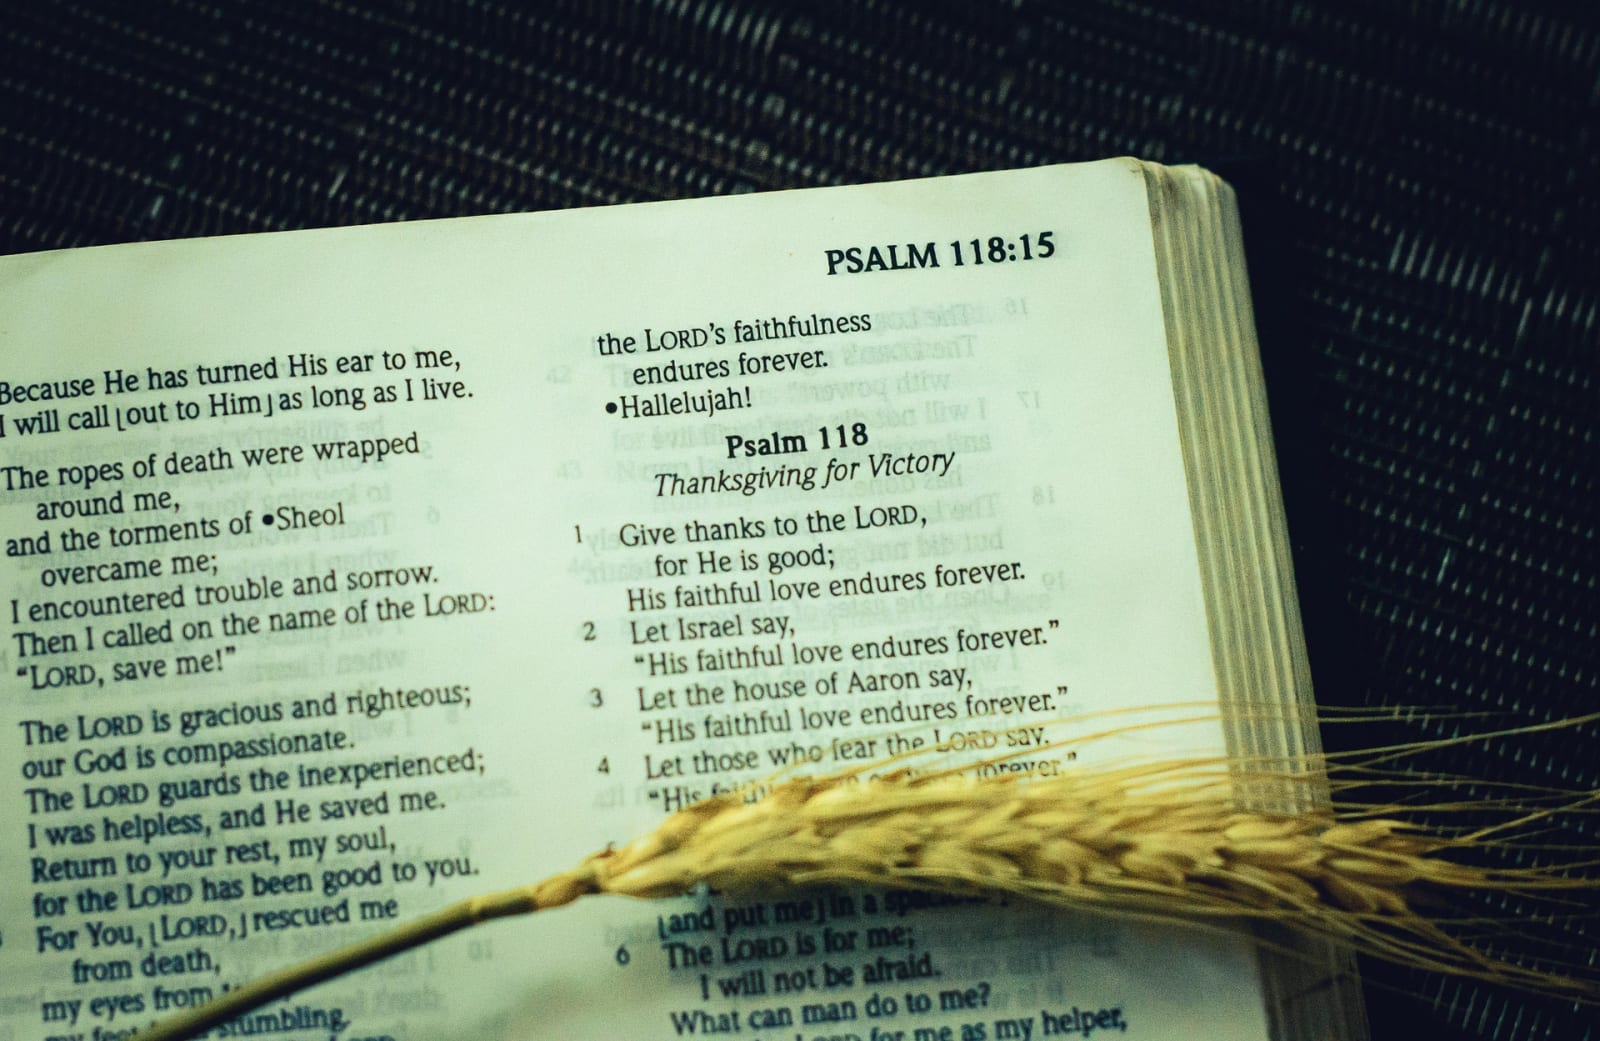 PSALM 118:15
Because He has turned His ear to me,
I will call ⌊out to Him⌋ as long as I live.
The ropes of death were wrapped
around me,
and the torments of •Sheol
overcame me;
I encountered trouble and sorrow.
Then I called on the name of the LORD:
“LORD, save me!”
The LORD is gracious and righteous;
our God is compassionate.
The LORD guards the inexperienced;
I was helpless, and He saved me.
Return to your rest, my soul,
for the LORD has been good to you.
For You, ⌊LORD,⌋ rescued me
from death,
my eyes from
stumbling.
the LORD’s faithfulness
endures forever.
•Hallelujah!
Psalm 118
Thanksgiving for Victory
1 Give thanks to the LORD,
for He is good;
His faithful love endures forever.
2 Let Israel say,
“His faithful love endures forever.”
3 Let the house of Aaron say,
“His faithful love endures forever.”
4 Let those who fear the LORD say,
“His forever.”
⌊and put me⌋ in a
6 The LORD is for me;
I will not be afraid.
What can man do to me?
for me as my helper,